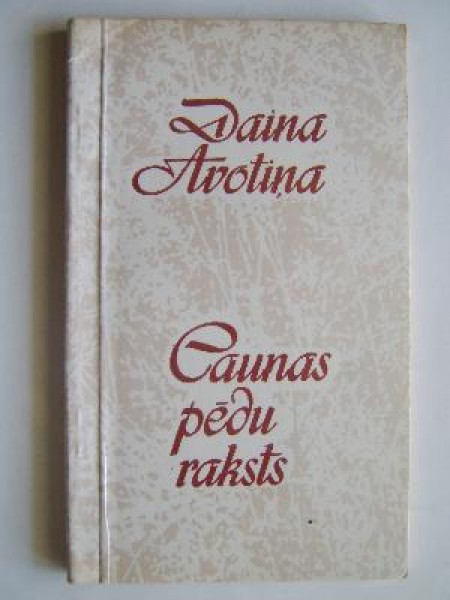 Daina
Avotiņa
Caunas
pēdu
raksts